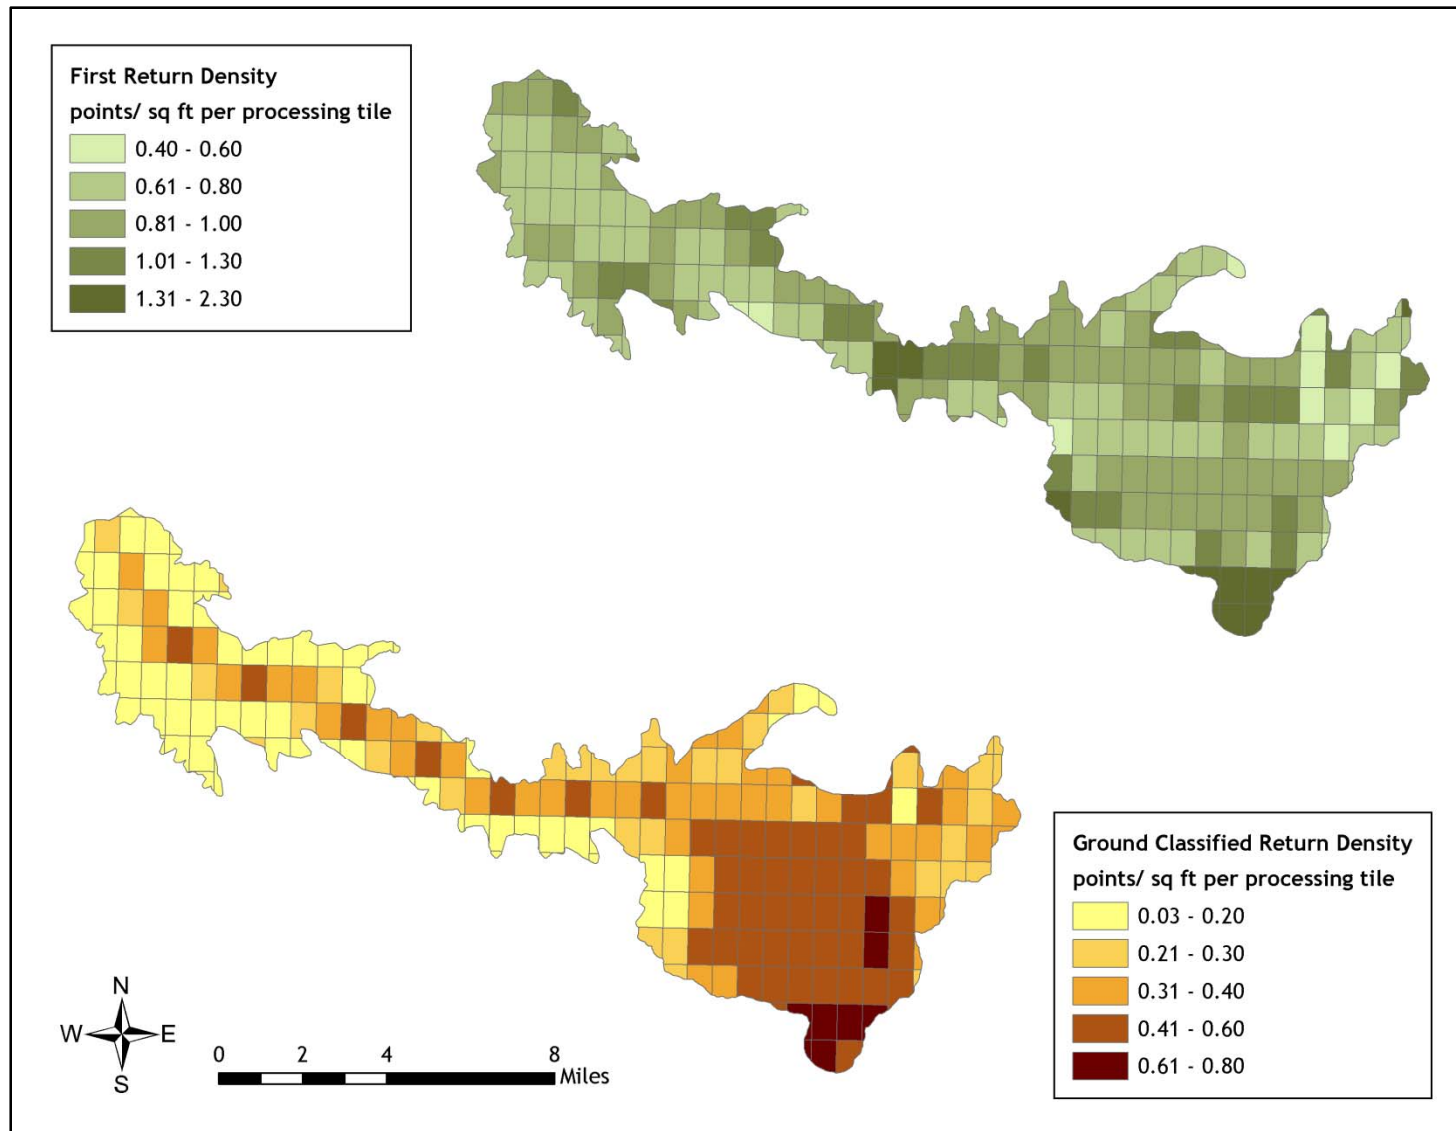 First Return Density
points/ sq ft per processing tile
0.40 - 0.60
0.61 - 0.80
0.81 - 1.00
1.01 - 1.30
1.31 - 2.30
Ground Classified Return Density
points/ sq ft per processing tile
0.03 - 0.20
0.21 - 0.30
0.31 - 0.40
0.41 - 0.60
0.61 - 0.80
N
W E
S
0 2 4 8
Miles